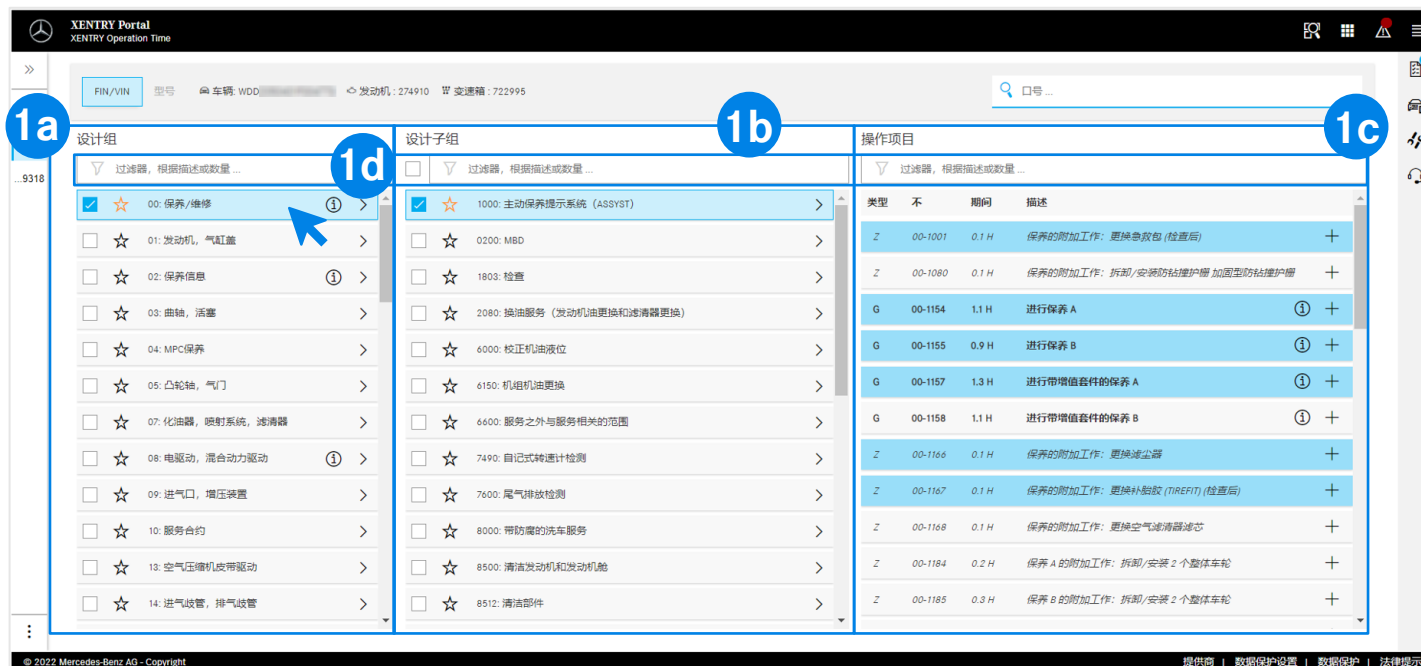 XENTRY Portal
XENTRY Operation Time
FIN/VIN 型号 车辆: WDD 发动机 : 274910 变速箱 : 722995 口号 ...
1a 1b 1c 1d
设计组 设计子组 操作项目
过滤器，根据描述或数量 ... 过滤器，根据描述或数量 ... 过滤器，根据描述或数量 ...
...9318
00: 保养/维修 1000: 主动保养提示系统（ASSYST） 类型 不 期间 描述
01: 发动机，气缸盖 0200: MBD Z 00-1001 0.1 H 保养的附加工作：更换急救包 (检查后)
02: 保养信息 1803: 检查 Z 00-1080 0.1 H 保养的附加工作：拆卸/安装防钻撞护栅 加固型防钻撞护栅
03: 曲轴，活塞 2080: 换油服务（发动机油更换和滤清器更换） G 00-1154 1.1 H 进行保养 A
04: MPC保养 6000: 校正机油液位 G 00-1155 0.9 H 进行保养 B
05: 凸轮轴，气门 6150: 机组机油更换 G 00-1157 1.3 H 进行带增值套件的保养 A
07: 化油器，喷射系统，滤清器 6600: 服务之外与服务相关的范围 G 00-1158 1.1 H 进行带增值套件的保养 B
08: 电驱动，混合动力驱动 7490: 自记式转速计检测 Z 00-1166 0.1 H 保养的附加工作：更换滤尘器
09: 进气口，增压装置 7600: 尾气排放检测 Z 00-1167 0.1 H 保养的附加工作：更换补胎胶 (TIREFIT) (检查后)
10: 服务合约 8000: 带防腐的洗车服务 Z 00-1168 0.1 H 保养的附加工作：更换空气滤清器滤芯
13: 空气压缩机皮带驱动 8500: 清洁发动机和发动机舱 Z 00-1184 0.2 H 保养 A 的附加工作：拆卸/安装 2 个整体车轮
14: 进气歧管，排气歧管 8512: 清洁部件 Z 00-1185 0.3 H 保养 B 的附加工作：拆卸/安装 2 个整体车轮
© 2022 Mercedes-Benz AG - Copyright 提供商 | 数据保护设置 | 数据保护 | 法律提示